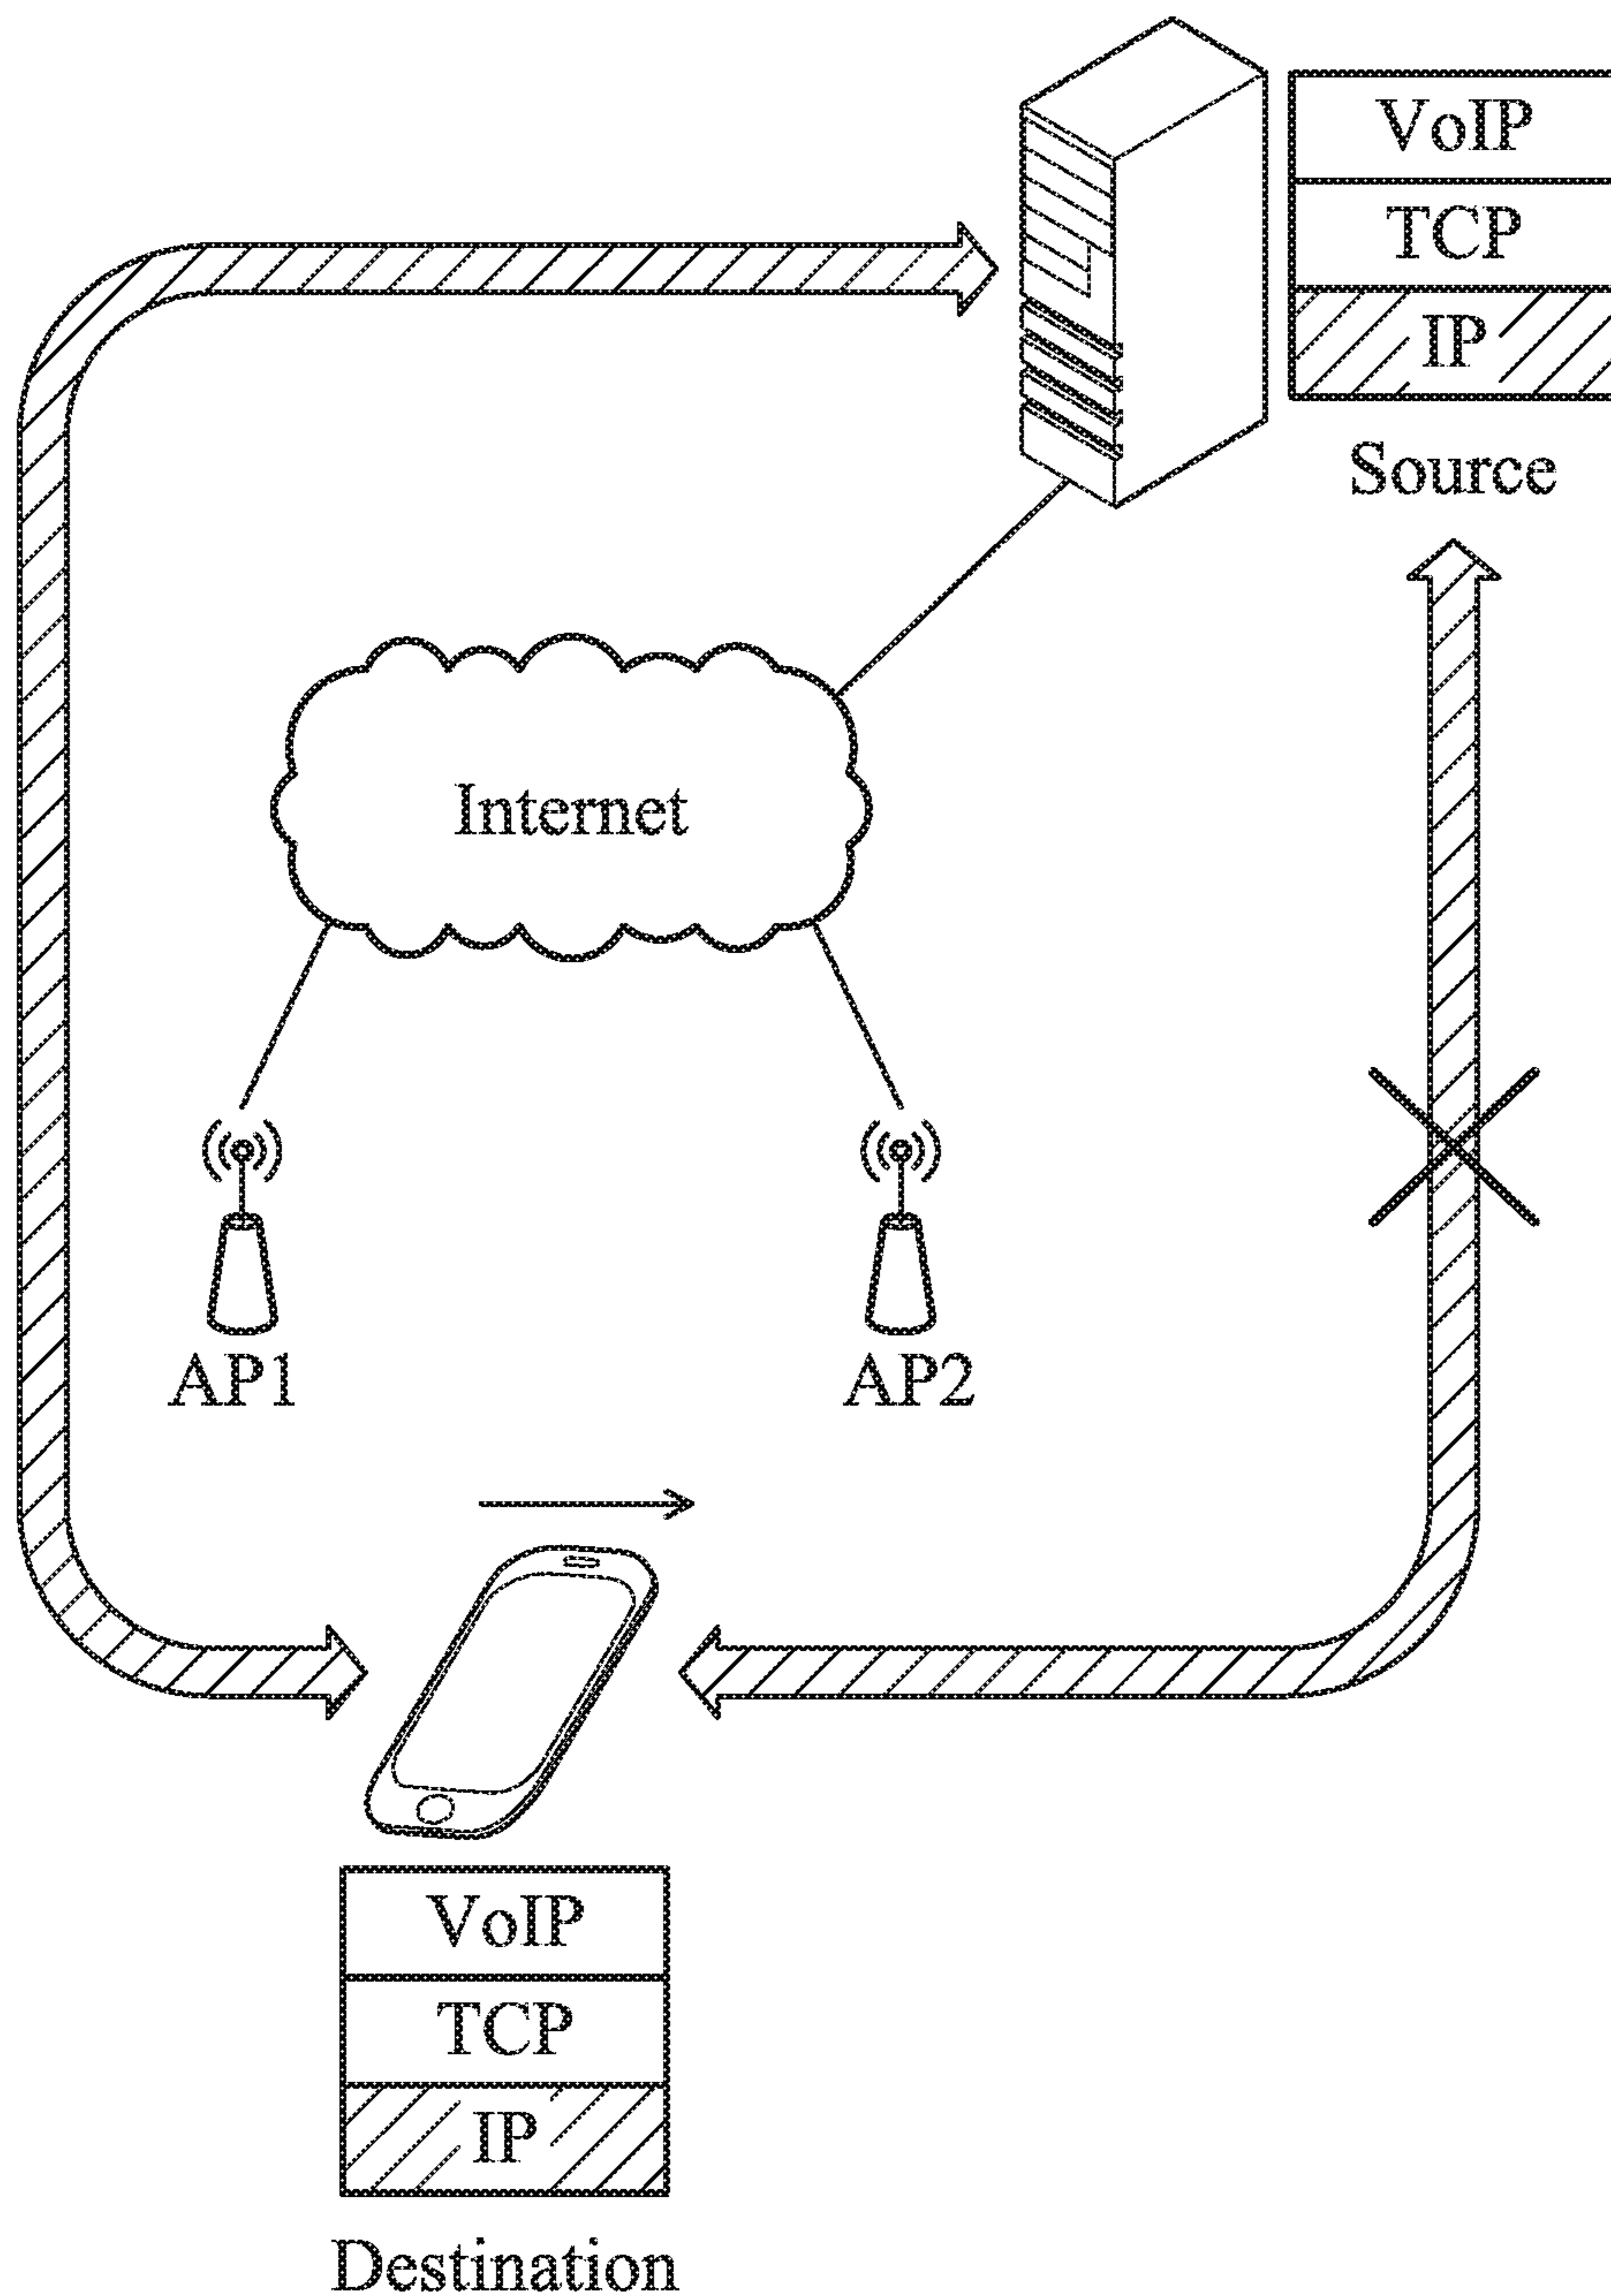 VoIP
TCP
IP
Source
Internet
AP1
AP2
VoIP
TCP
IP
Destination